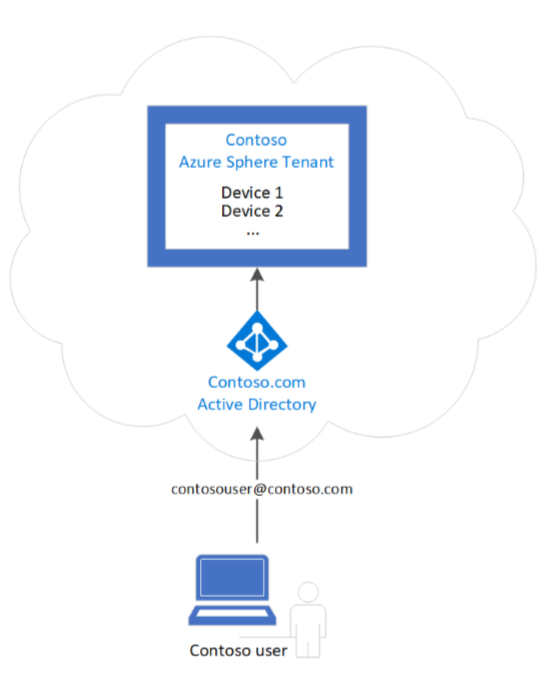 Contoso
Azure Sphere Tenant
Device 1
Device 2
...
Contoso.com
Active Directory
contosouser@contoso.com
Contoso user